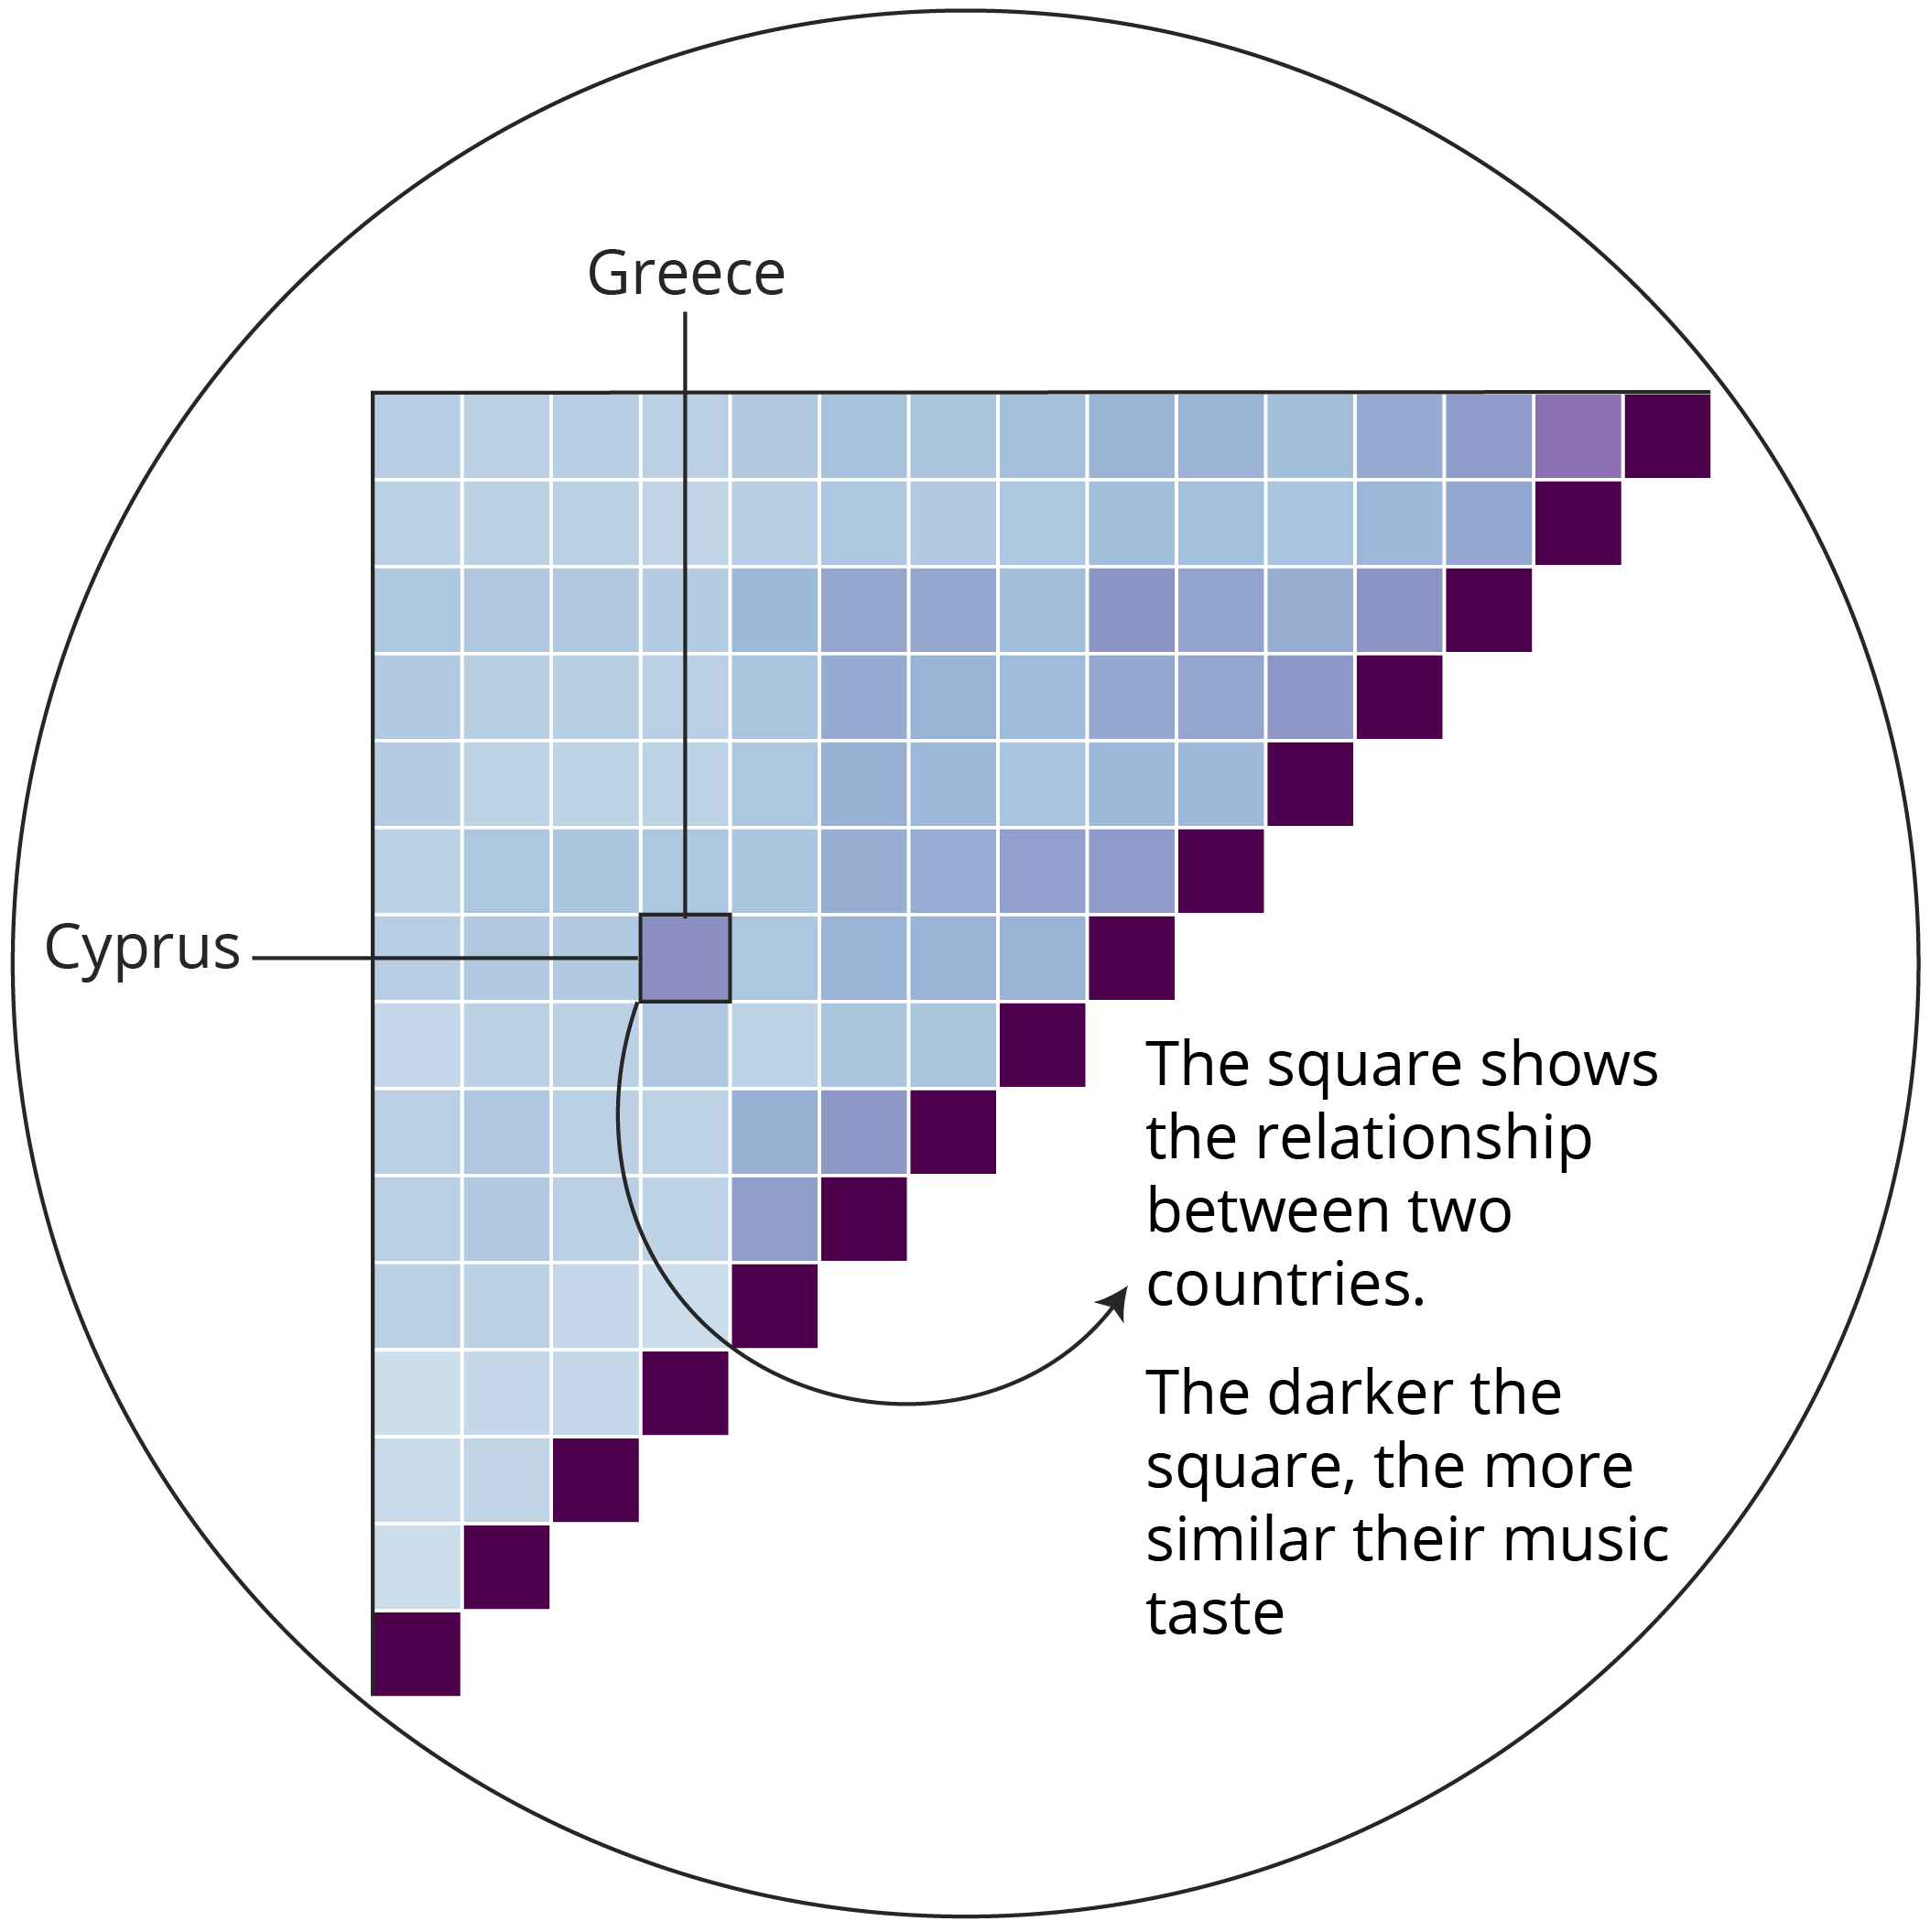 Greece
Cyprus
The square shows
the relationship
between two
countries.
The darker the
square, the more
similar their music
taste